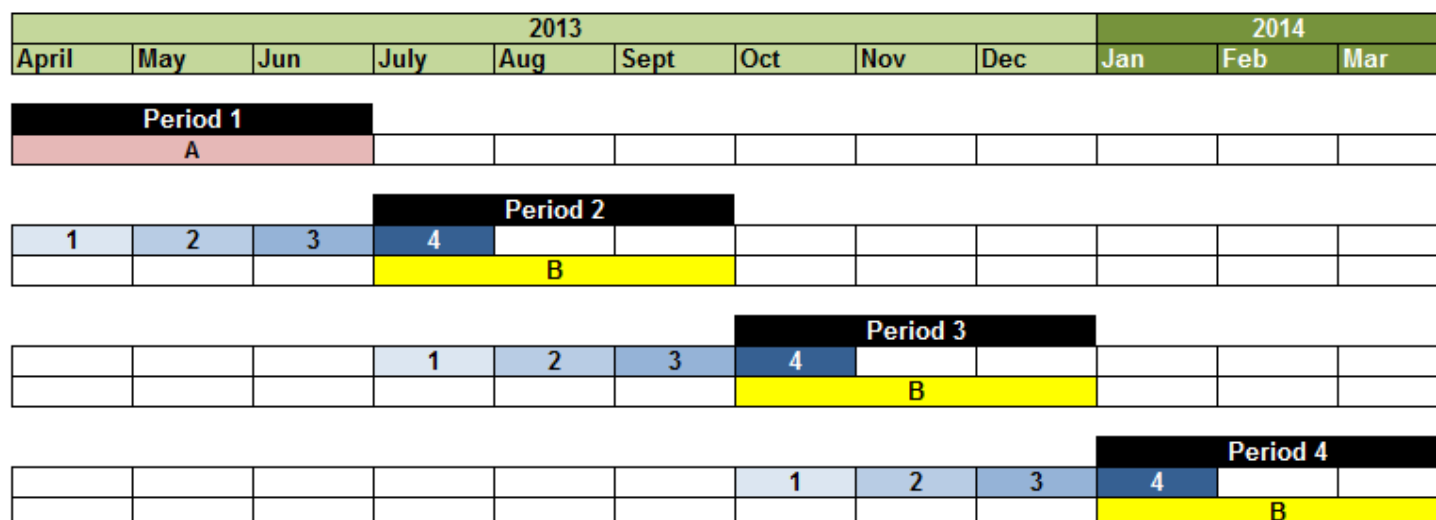 2013 2014
April May Jun July Aug Sept Oct Nov Dec Jan Feb Mar
Period 1
A
Period 2
1 2 3 4
B
Period 3
1 2 3 4
B
Period 4
1 2 3 4
B